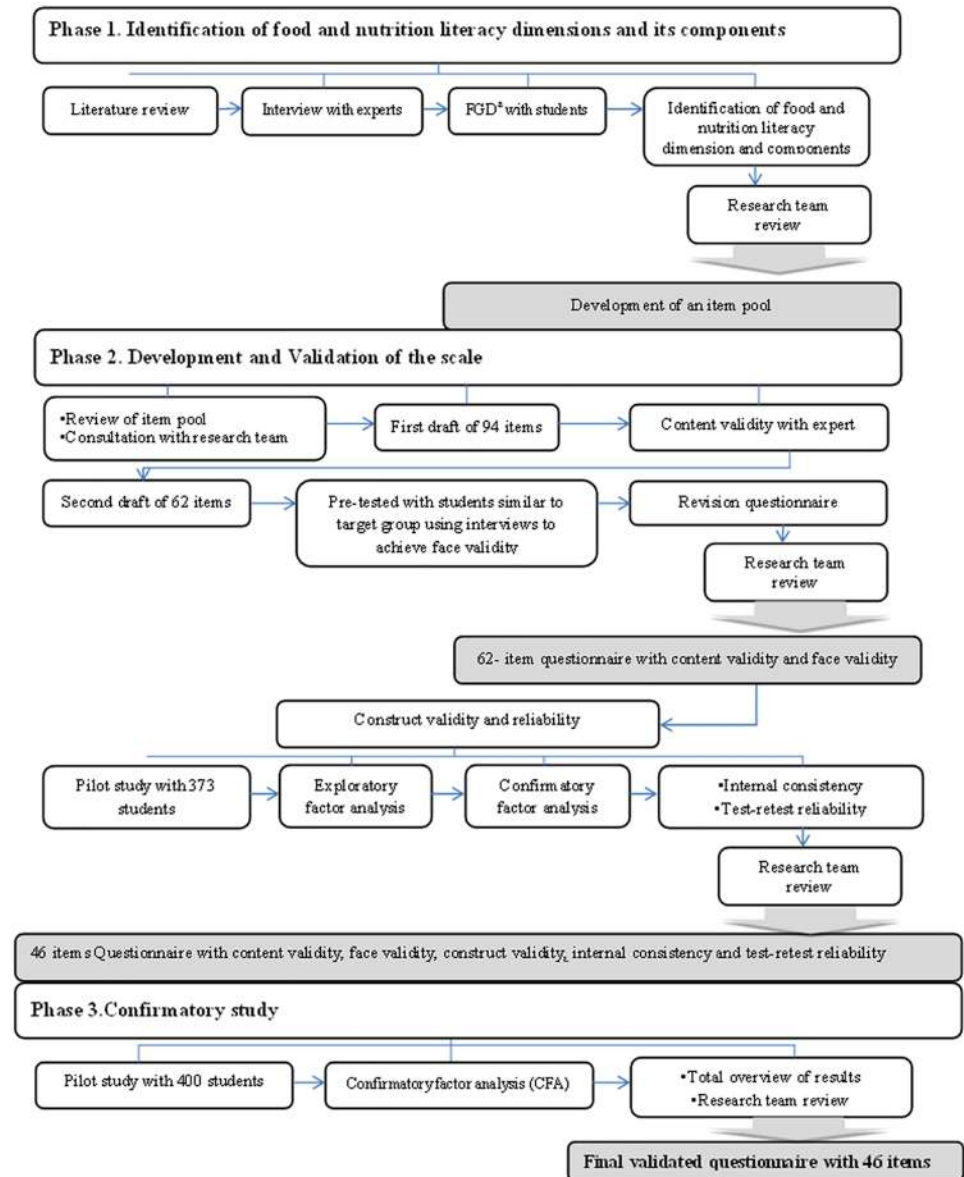 Phase 1. Identification of food and nutrition literacy dimensions and its components
Literature review
Interview with experts
FGDª with students
Identification of food and
nutrition literacy
dimension and components
Research team
review
Development of an item pool
Phase 2. Development and Validation of the scale
•Review of item pool
•Consultation with research team
First draft of 94 items
Content validity with expert
Second draft of 62 items
Pre-tested with students similar to
target group using interviews to
achieve face validity
Revision questionnaire
Research team
review
62- item questionnaire with content validity and face validity
Construct validity and reliability
Pilot study with 373
students
Exploratory
factor analysis
Confirmatory
factor analysis
•Internal consistency
•Test-retest reliability
Research team
review
46 items Questionnaire with content validity, face validity, construct validity, internal consistency and test-retest reliability
Phase 3.Confirmatory study
Pilot study with 400 students
Confirmatory factor analysis (CFA)
•Total overview of results
•Research team review
Final validated questionnaire with 46 items